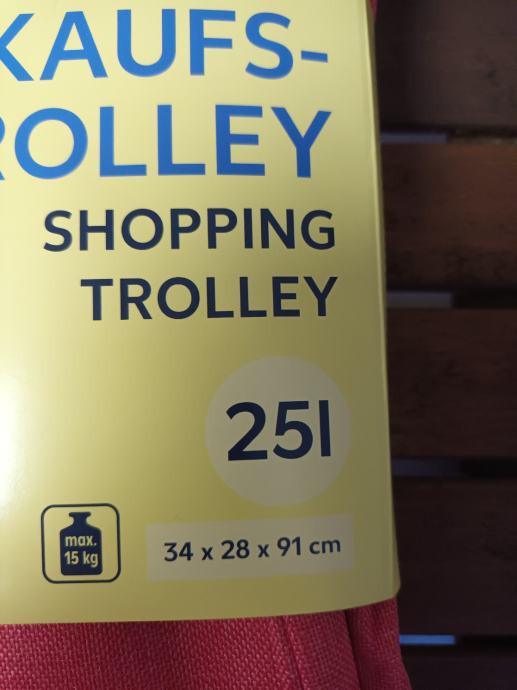 KAUFS-
ROLLEY
SHOPPING
TROLLEY
25l
max.
15 kg
34 x 28 x 91 cm